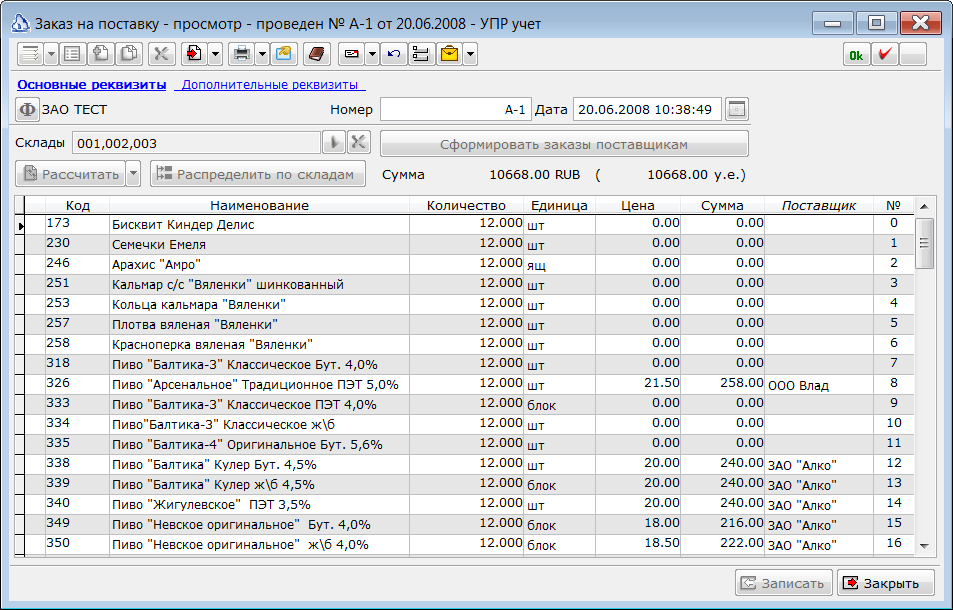 Заказ на поставку - просмотр - проведен № А-1 от 20.06.2008 - УПР учет
Ok
Основные реквизиты Дополнительные реквизиты
Ф ЗАО ТЕСТ Номер А-1 Дата 20.06.2008 10:38:49
Склады 001,002,003 Сформировать заказы поставщикам
Рассчитать Распределить по складам Сумма 10668.00 RUB ( 10668.00 у.е.)
Код Наименование Количество Единица Цена Сумма Поставщик №
173 Бисквит Киндер Делис 12.000 шт 0.00 0.00 0
230 Семечки Емеля 12.000 шт 0.00 0.00 1
246 Арахис "Амро" 12.000 ящ 0.00 0.00 2
251 Кальмар с/с "Вяленки" шинкованный 12.000 шт 0.00 0.00 3
253 Кольца кальмара "Вяленки" 12.000 шт 0.00 0.00 4
257 Плотва вяленая "Вяленки" 12.000 шт 0.00 0.00 5
258 Красноперка вяленая "Вяленки" 12.000 шт 0.00 0.00 6
318 Пиво "Балтика-3" Классическое Бут. 4,0% 12.000 шт 0.00 0.00 7
326 Пиво "Арсенальное" Традиционное ПЭТ 5,0% 12.000 шт 21.50 258.00 ООО Влад 8
333 Пиво "Балтика-3" Классическое ПЭТ 4,0% 12.000 блок 0.00 0.00 9
334 Пиво"Балтика-3" Классическое ж\б 12.000 шт 0.00 0.00 10
335 Пиво "Балтика-4" Оригинальное Бут. 5,6% 12.000 шт 0.00 0.00 11
338 Пиво "Балтика" Кулер Бут. 4,5% 12.000 шт 20.00 240.00 ЗАО "Алко" 12
339 Пиво "Балтика" Кулер ж\б 4,5% 12.000 блок 20.00 240.00 ЗАО "Алко" 13
340 Пиво "Жигулевское" ПЭТ 3,5% 12.000 шт 20.00 240.00 ЗАО "Алко" 14
349 Пиво "Невское оригинальное" Бут. 4,0% 12.000 блок 18.00 216.00 ЗАО "Алко" 15
350 Пиво "Невское оригинальное" ж\б 4,0% 12.000 блок 18.50 222.00 ЗАО "Алко" 16
Записать Закрыть